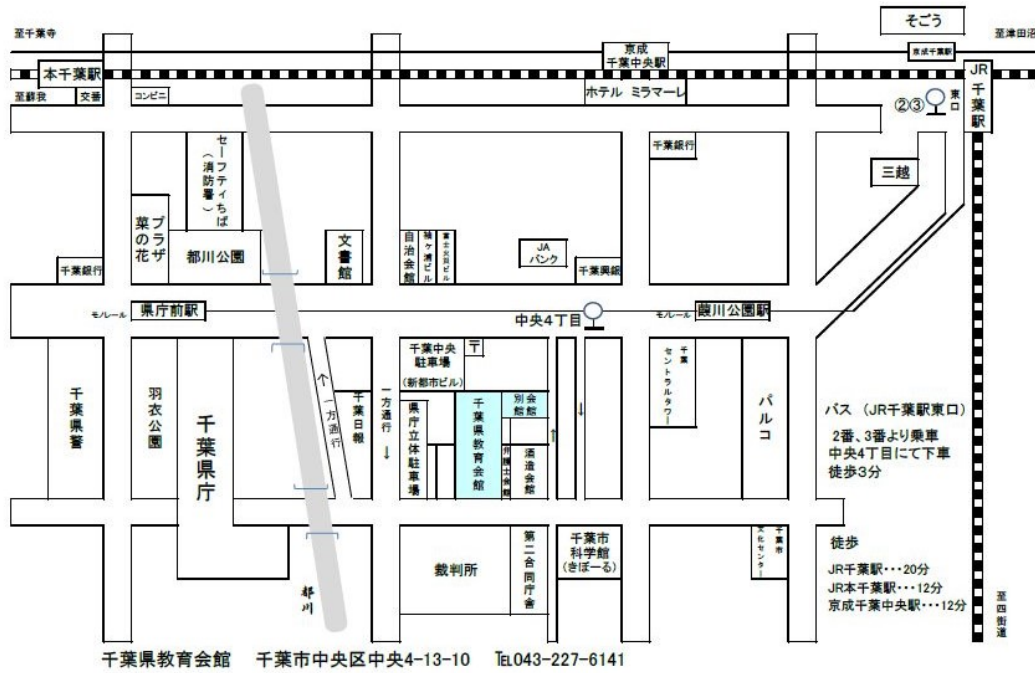 そごう
至千葉寺
至津田沼
京成
千葉中央駅
京成千葉駅
本千葉駅
JR
千葉駅
至蘇我
交番
コンビニ
ホテル ミラマーレ
②③
東口
セーフティちば
(消防署)
千葉銀行
三越
菜の花
プラザ
都川公園
文書館
自治会館
袖ヶ浦ビル
JA
バンク
千葉興銀
千葉銀行
モノレール
県庁前駅
中央4丁目
モノレール
葭川公園駅
千葉県警
羽衣公園
千葉県庁
↑
一方通行
千葉日報
一方通行
↓
千葉中央
駐車場
(新都市ビル)
〒
県庁立体駐車場
千葉県教育会館
別館
会館
↑
弁護士会館
酒造会館
↓
千葉
セントラルタワー
パルコ
バス (JR千葉駅東口)
2番、3番より乗車
中央4丁目にて下車
徒歩3分
都川
裁判所
第二合同庁舎
千葉市
科学館
(きぼーる)
千葉市
文化センター
徒歩
JR千葉駅・・・20分
JR本千葉駅・・・12分
京成千葉中央駅・・・12分
至四街道
千葉県教育会館 千葉市中央区中央4-13-10 ℡043-227-6141